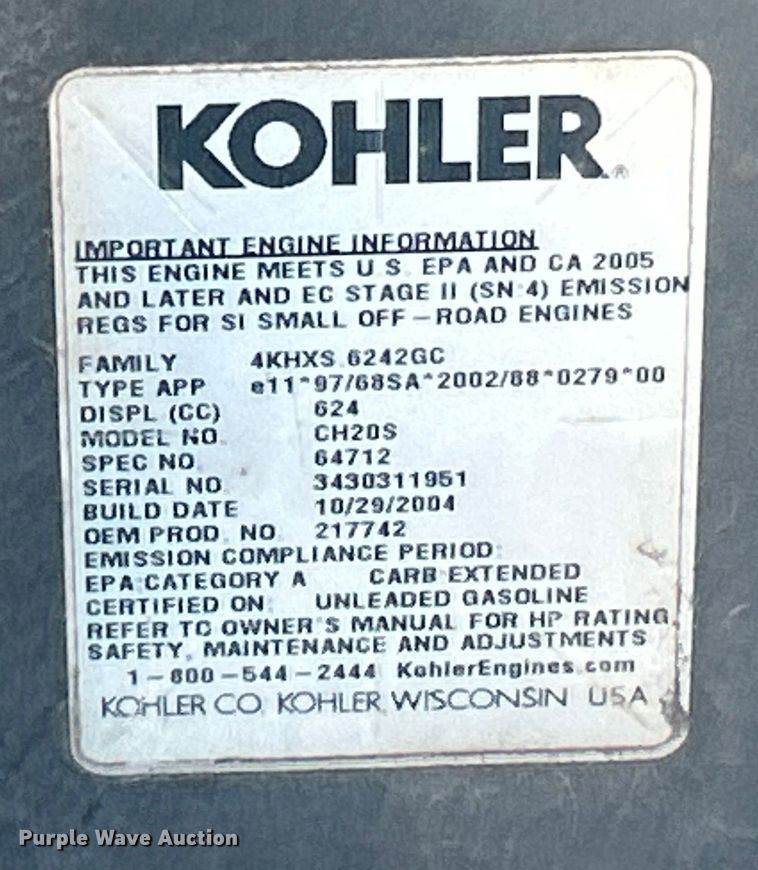 KOHLER®
IMPORTANT ENGINE INFORMATION
THIS ENGINE MEETS U.S. EPA AND CA 2005
AND LATER AND EC STAGE II (SN:4) EMISSION
REGS FOR SI SMALL OFF-ROAD ENGINES
FAMILY 4KHXS.6242GC
TYPE APP e11*97/68SA*2002/88*0279*00
DISPL (CC) 624
MODEL NO. CH20S
SPEC NO. 64712
SERIAL NO. 3430311951
BUILD DATE 10/29/2004
OEM PROD. NO. 217742
EMISSION COMPLIANCE PERIOD:
EPA:CATEGORY A CARB:EXTENDED
CERTIFIED ON: UNLEADED GASOLINE
REFER TO OWNER'S MANUAL FOR HP RATING,
SAFETY, MAINTENANCE AND ADJUSTMENTS
1-800-544-2444 KohlerEngines.com
KOHLER CO. KOHLER, WISCONSIN USA
Purple Wave Auction